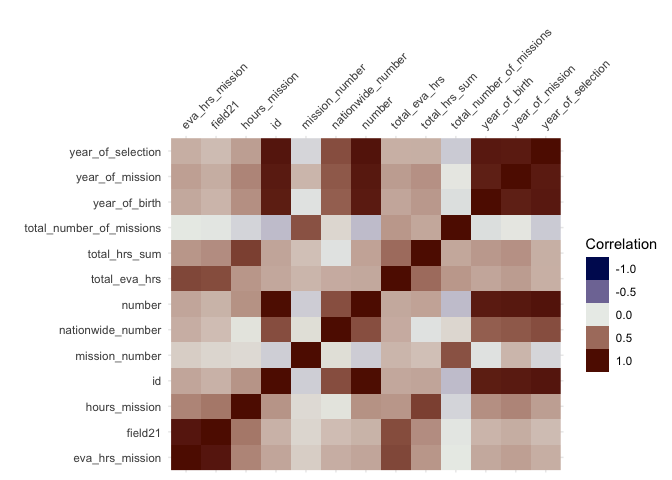 eva_hrs_mission
field21
hours_mission
id
mission_number
nationwide_number
number
total_eva_hrs
total_hrs_sum
total_number_of_missions
year_of_birth
year_of_mission
year_of_selection
year_of_selection
year_of_mission
year_of_birth
total_number_of_missions
total_hrs_sum
total_eva_hrs
number
nationwide_number
mission_number
id
hours_mission
field21
eva_hrs_mission
Correlation
-1.0
-0.5
0.0
0.5
1.0